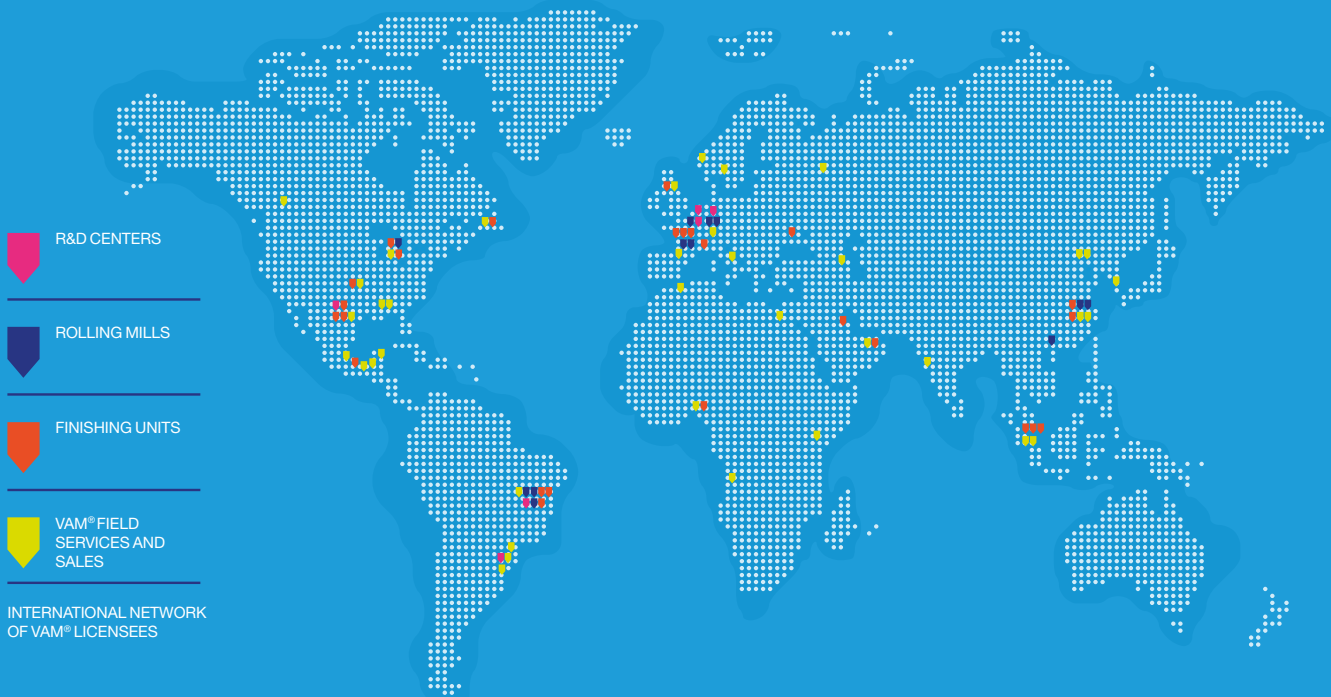 R&D CENTERS
ROLLING MILLS
FINISHING UNITS
VAM® FIELD
SERVICES AND
SALES
INTERNATIONAL NETWORK
OF VAM® LICENSEES